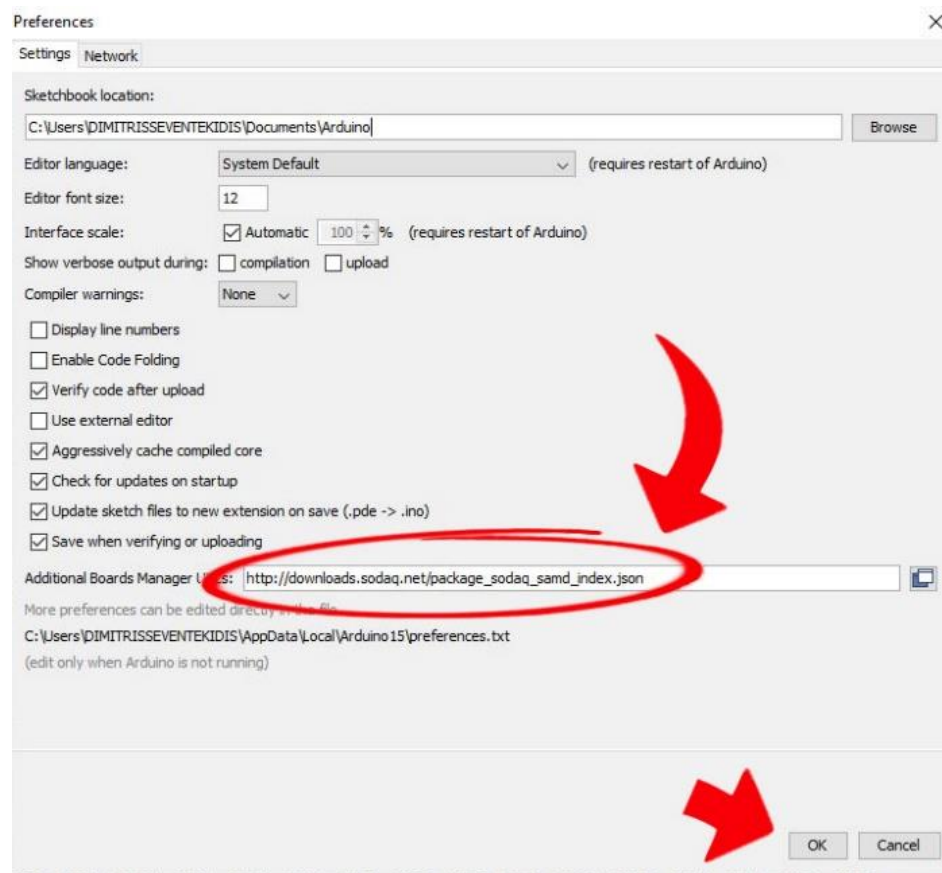 Preferences
Settings Network
Sketchbook location:
C:\Users\DIMITRISSEVENTEKIDIS\Documents\Arduino Browse
Editor language: System Default (requires restart of Arduino)
Editor font size: 12
Interface scale: Automatic 100 % (requires restart of Arduino)
Show verbose output during: compilation upload
Compiler warnings: None
Display line numbers
Enable Code Folding
Verify code after upload
Use external editor
Aggressively cache compiled core
Check for updates on startup
Update sketch files to new extension on save (.pde -> .ino)
Save when verifying or uploading
Additional Boards Manager http://downloads.sodaq.net/package_sodaq_samd_index.json
More preferences can be edited directly in the file
C:\Users\DIMITRISSEVENTEKIDIS\AppData\Local\Arduino15\preferences.txt
(edit only when Arduino is not running)
OK Cancel